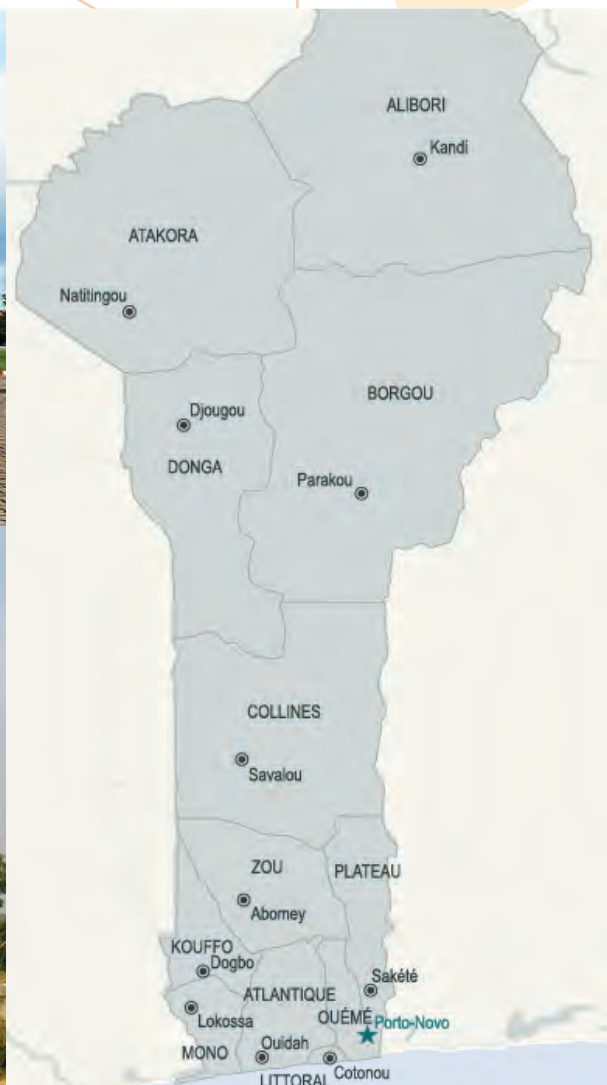 ALIBORI
Kandi
ATAKORA
Natitingou
BORGOU
Djougou
DONGA
Parakou
COLLINES
Savalou
ZOU
PLATEAU
Abomey
KOUFFO
Dogbo
Sakété
ATLANTIQUE
Lokossa
OUÉMÉ
Porto-Novo
MONO
Ouidah
Cotonou
LITTORAL